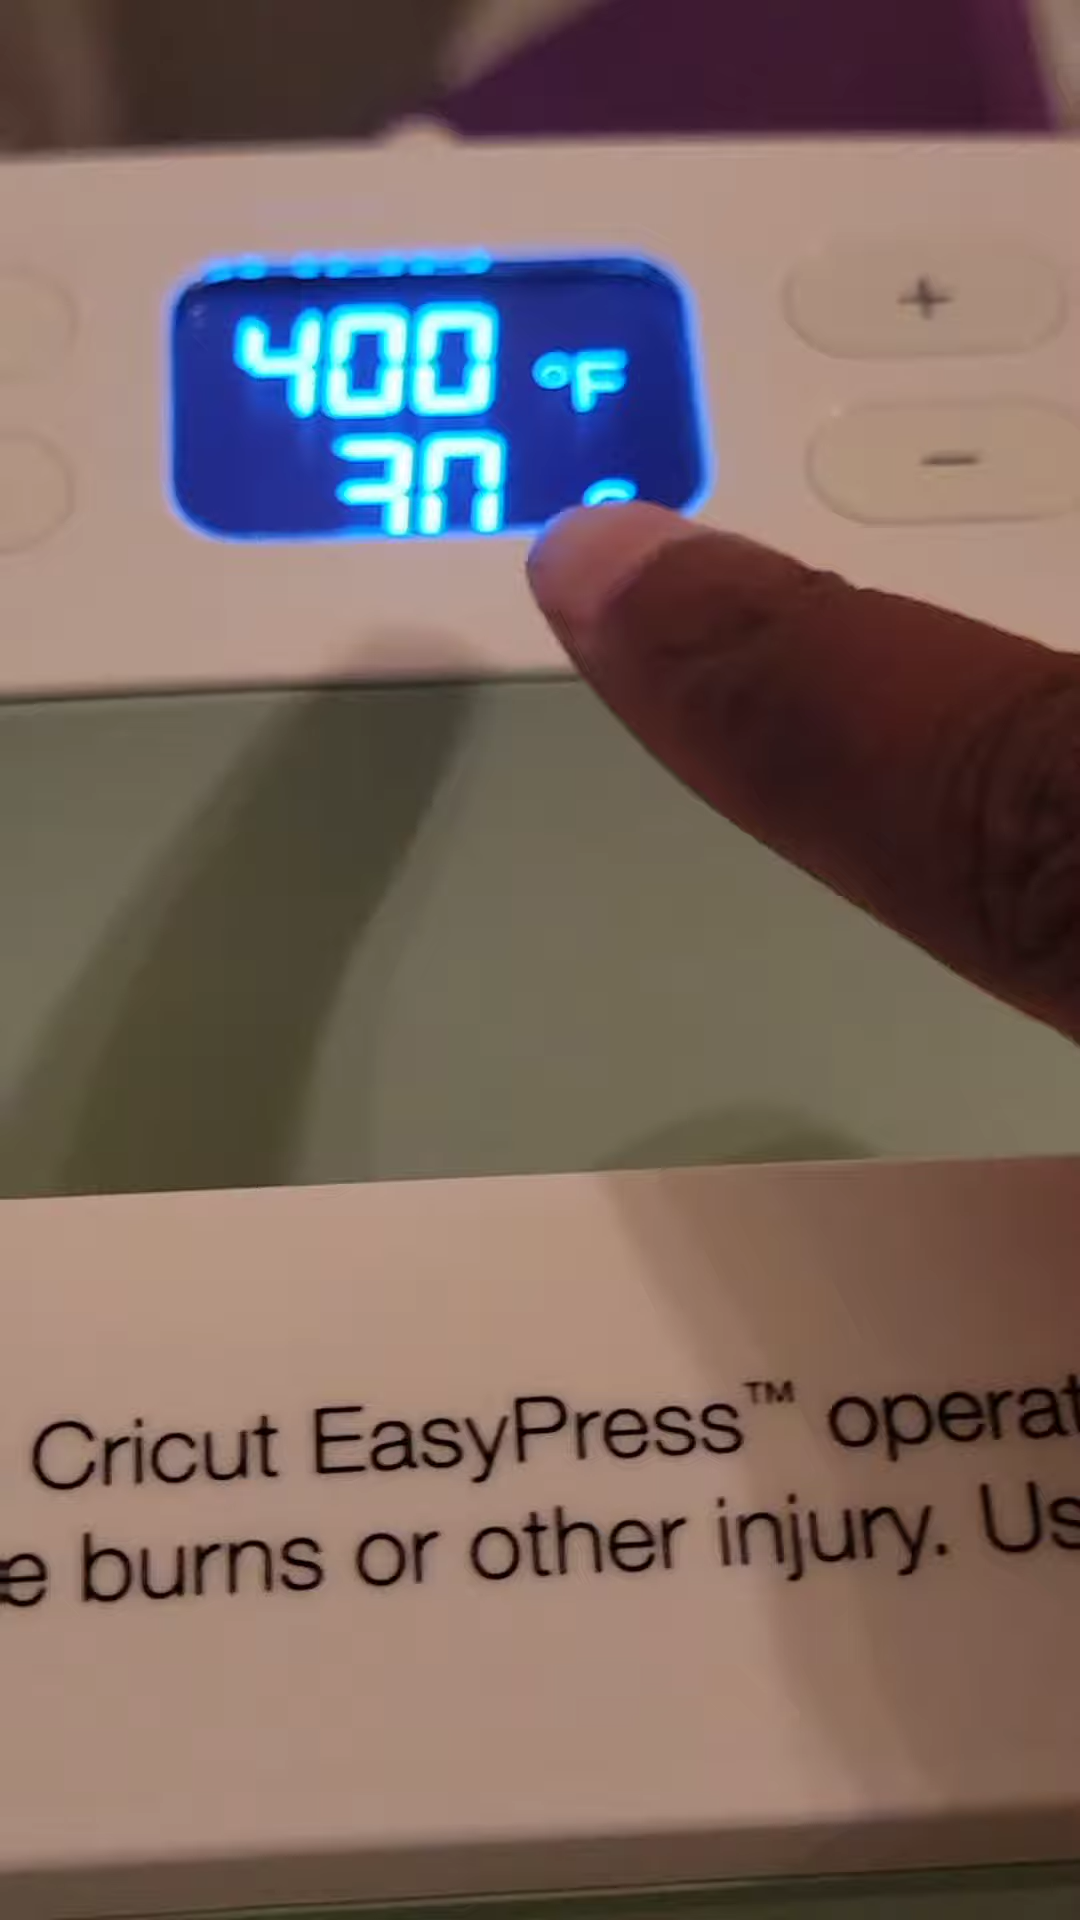 400 °F
30
+
-
Cricut EasyPress™ operat
e burns or other injury. Us